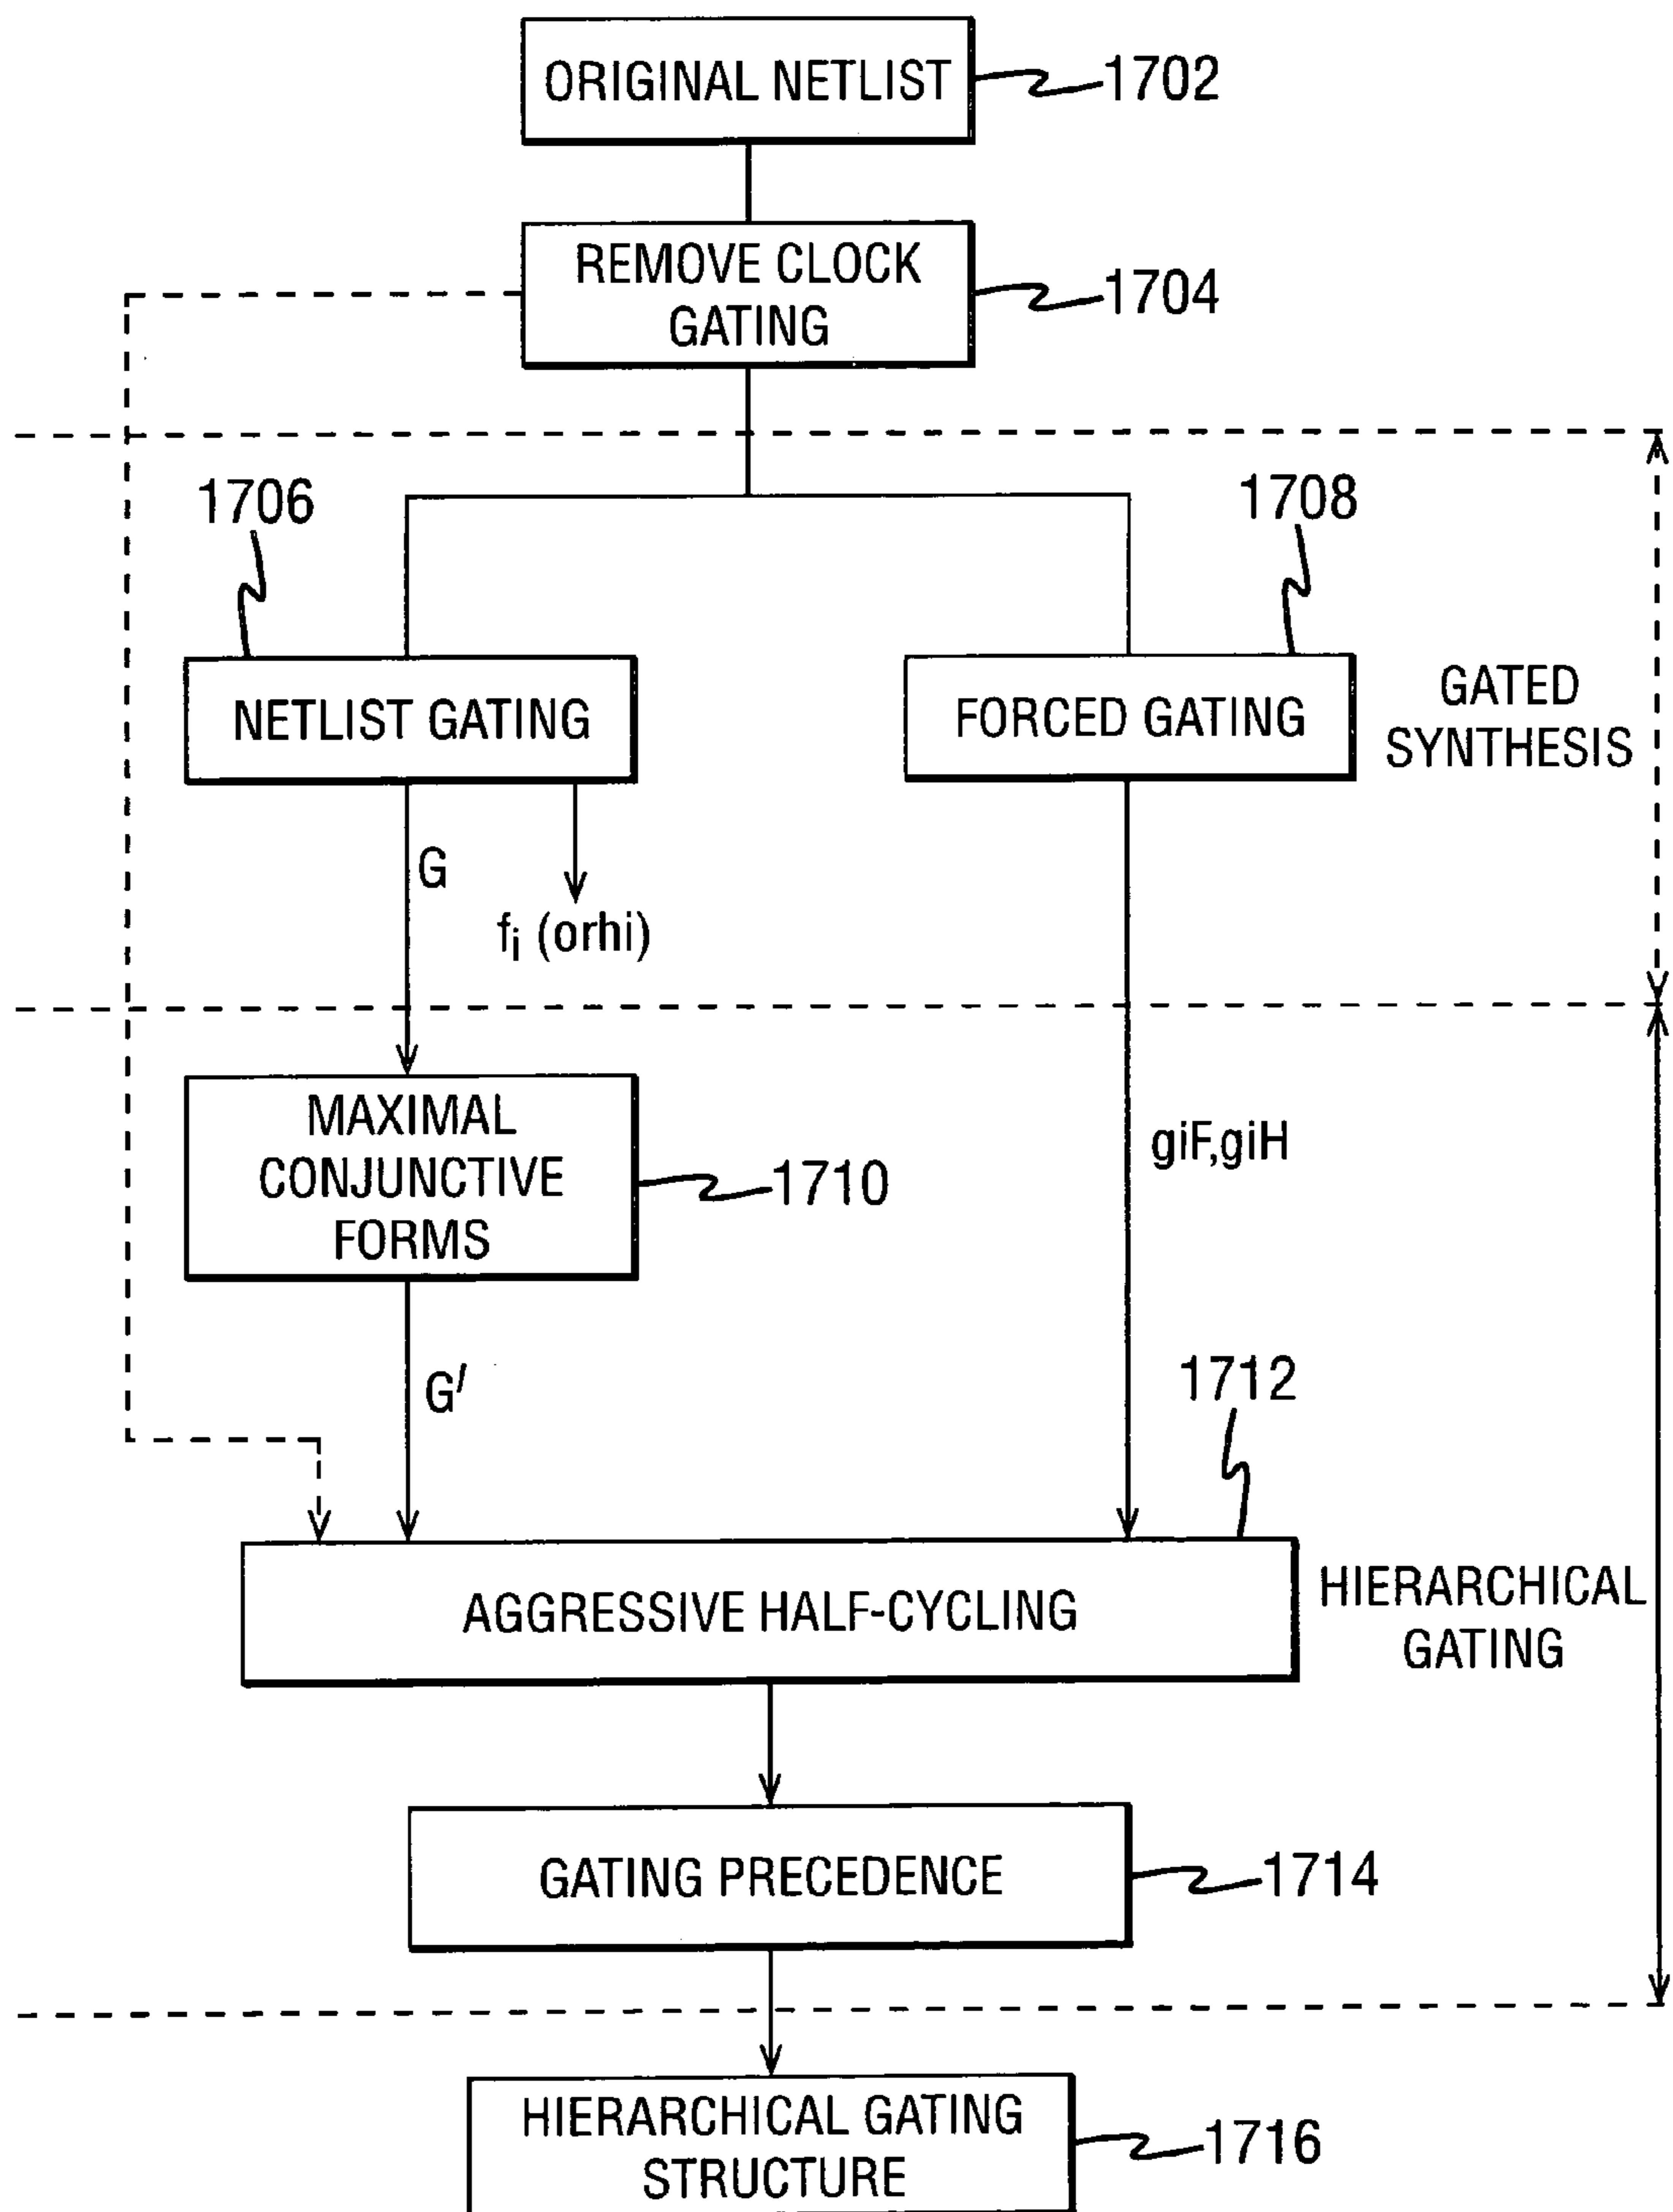 ORIGINAL NETLIST
1702
REMOVE CLOCK
GATING
1704
1706
1708
NETLIST GATING
FORCED GATING
GATED
SYNTHESIS
G
fi (orhi)
MAXIMAL
CONJUNCTIVE
FORMS
1710
giF,giH
G'
1712
AGGRESSIVE HALF-CYCLING
HIERARCHICAL
GATING
GATING PRECEDENCE
1714
HIERARCHICAL GATING
STRUCTURE
1716